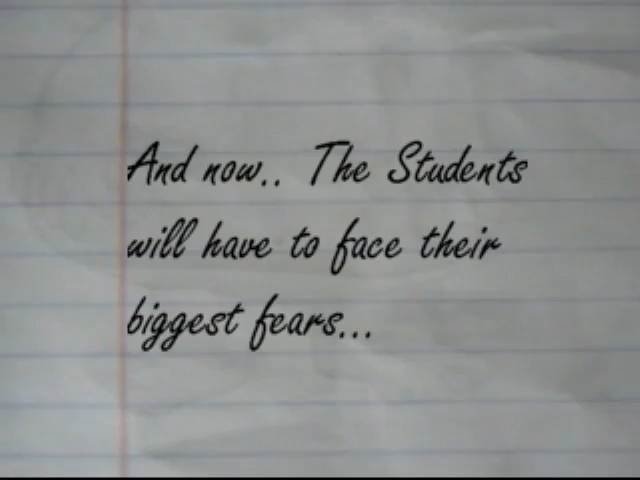 And now.. The Students
will have to face their
biggest fears...